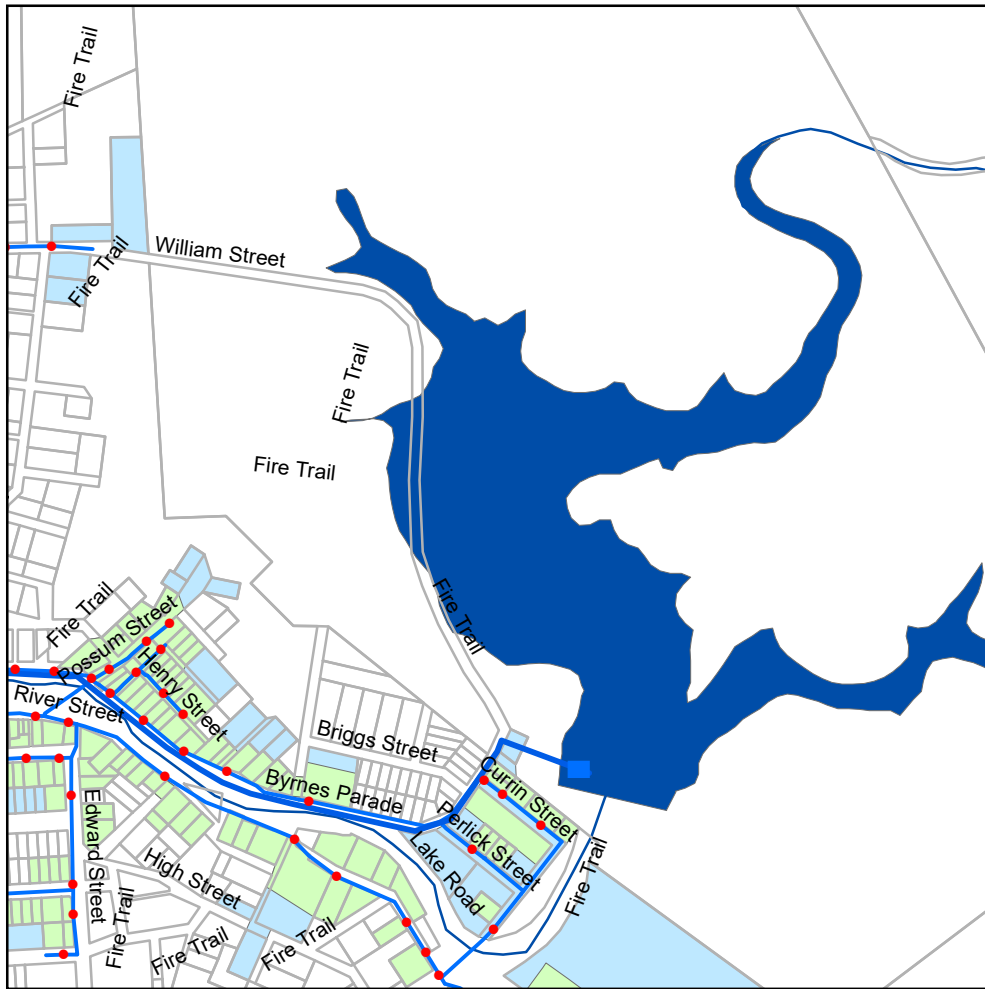 Fire Trail
William Street
Fire Trail
Fire Trail
Fire Trail
Fire Trail
Fire Trail
Possum Street
Henry Street
River Street
Briggs Street
Byrnes Parade
Currin Street
Perlick Street
Edward Street
Lake Road
High Street
Fire Trail
Fire Trail
Fire Trail
Fire Trail